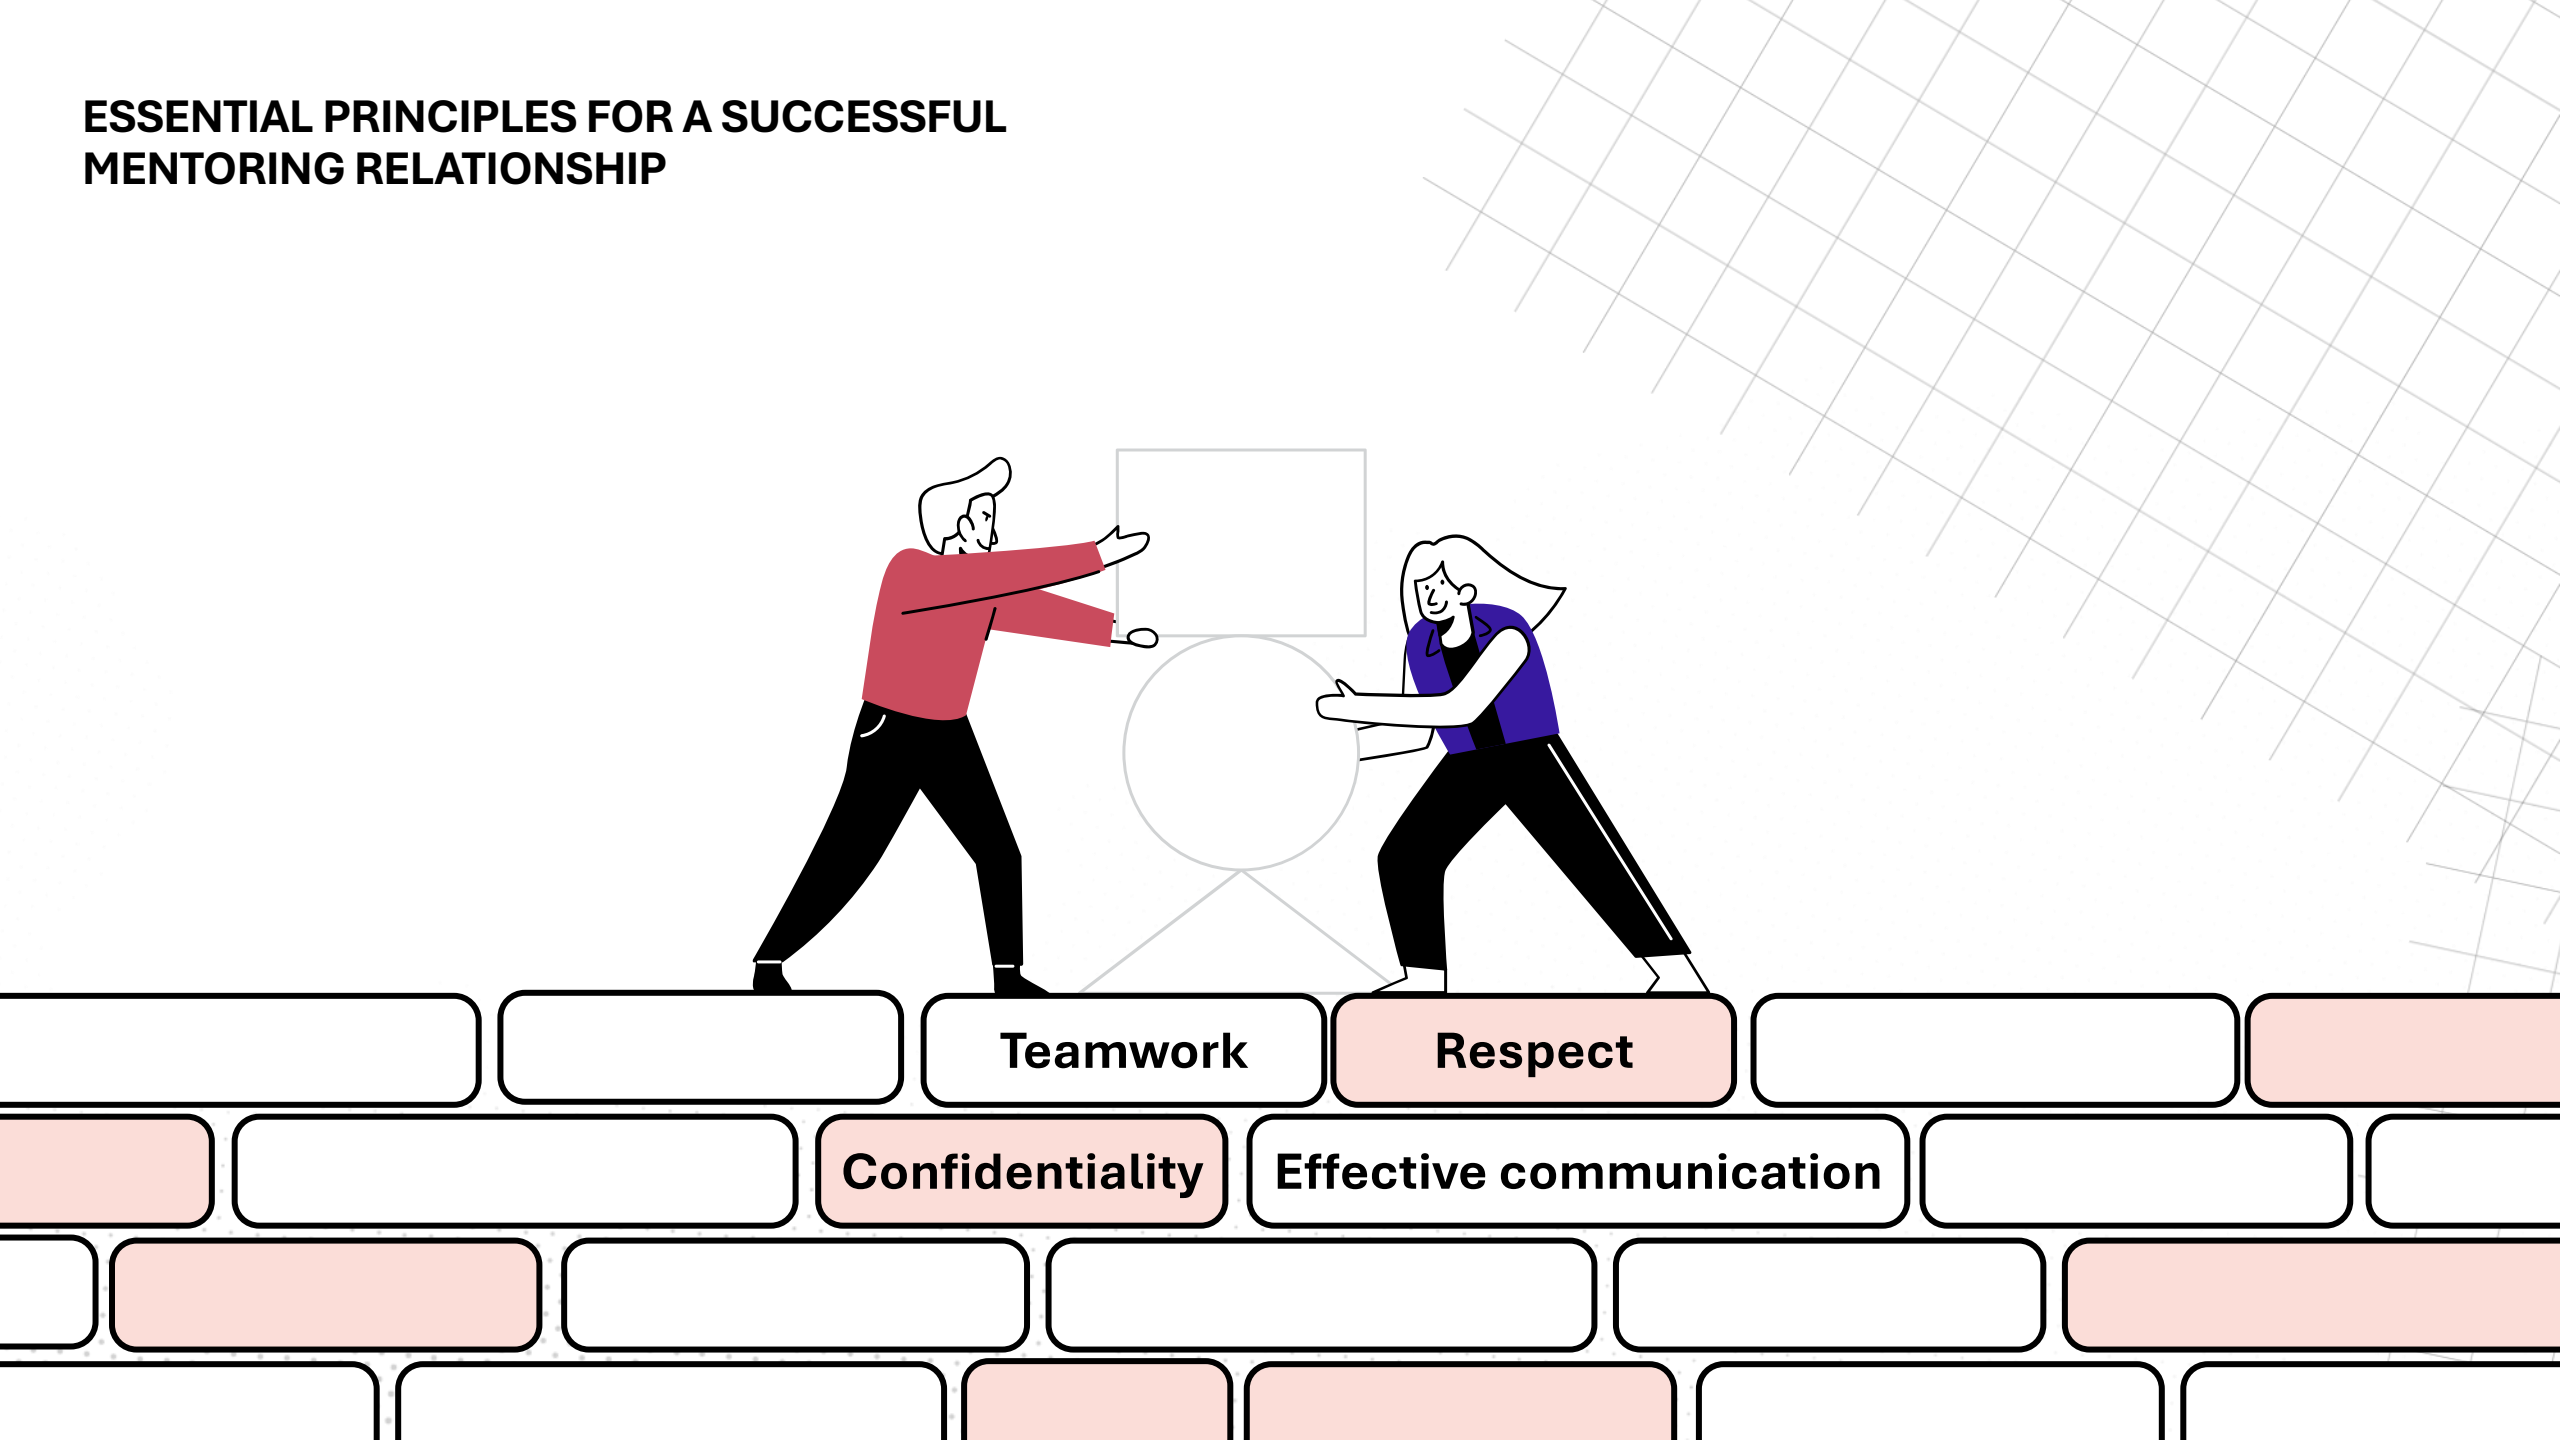 ESSENTIAL PRINCIPLES FOR A SUCCESSFUL
MENTORING RELATIONSHIP
Teamwork
Respect
Confidentiality
Effective communication